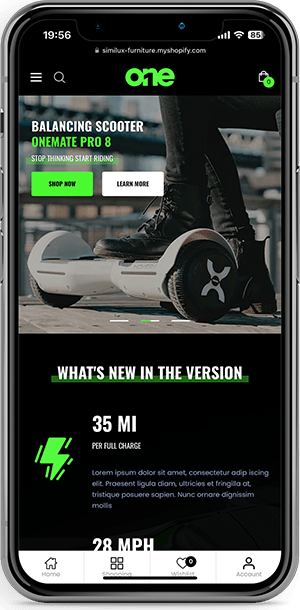 19:56
85
similux-furniture.myshopify.com
one
0
BALANCING SCOOTER
ONEMATE PRO 8
STOP THINKING START RIDING
SHOP NOW
LEARN MORE
WHAT'S NEW IN THE VERSION
35 MI
PER FULL CHARGE
Lorem ipsum dolor sit amet, consectetur adip iscing
elit. Praesent ligula diam, ultricies et fringilla at,
tristique posuere sapien. Nunc ornare dignissim
mollis
28 MPH
0
Home
Shopping
Wishlist
Account